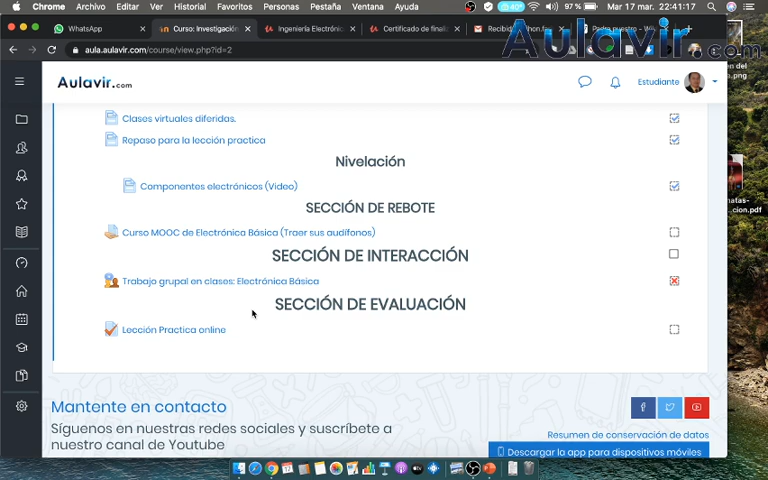 Chrome Archivo Editar Ver Historial Favoritos Personas Pestaña Ventana Ayuda
40°
97 % Mar 17 mar. 22:41:17
WhatsApp
Curso: Investigación
Ingeniería Electrónic
Certificado de finaliz
Recibid
aula.aulavir.com/course/view.php?id=2
Aulavir.com
Aulavir.com
Estudiante
Clases virtuales diferidas.
Repaso para la lección practica
Nivelación
Componentes electrónicos (Video)
SECCIÓN DE REBOTE
Curso MOOC de Electrónica Básica (Traer sus audífonos)
SECCIÓN DE INTERACCIÓN
Trabajo grupal en clases: Electrónica Básica
SECCIÓN DE EVALUACIÓN
Lección Practica online
Mantente en contacto
Síguenos en nuestras redes sociales y suscríbete a
nuestro canal de Youtube
Resumen de conservación de datos
Descargar la app para dispositivos móviles